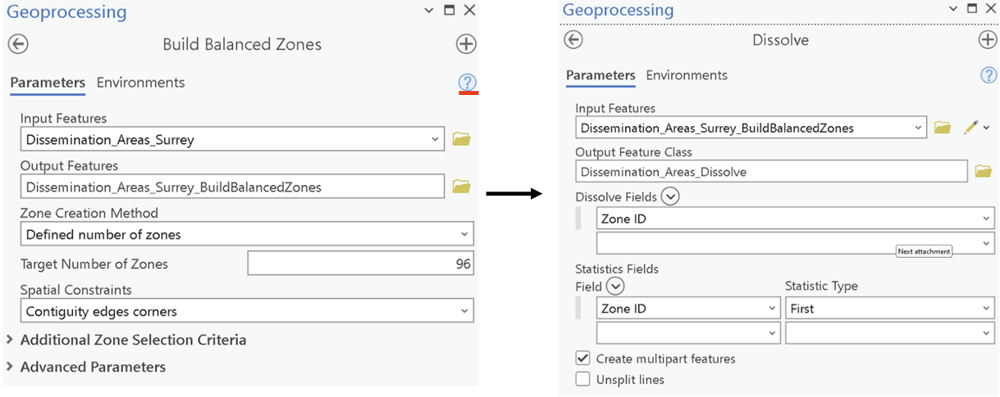 Geoprocessing
Build Balanced Zones
Parameters Environments
Input Features
Dissemination_Areas_Surrey
Output Features
Dissemination_Areas_Surrey_BuildBalancedZones
Zone Creation Method
Defined number of zones
Target Number of Zones 96
Spatial Constraints
Contiguity edges corners
Additional Zone Selection Criteria
Advanced Parameters
Geoprocessing
Dissolve
Parameters Environments
Input Features
Dissemination_Areas_Surrey_BuildBalancedZones
Output Feature Class
Dissemination_Areas_Dissolve
Dissolve Fields
Zone ID
Next attachment
Statistics Fields
Field Statistic Type
Zone ID First
Create multipart features
Unsplit lines